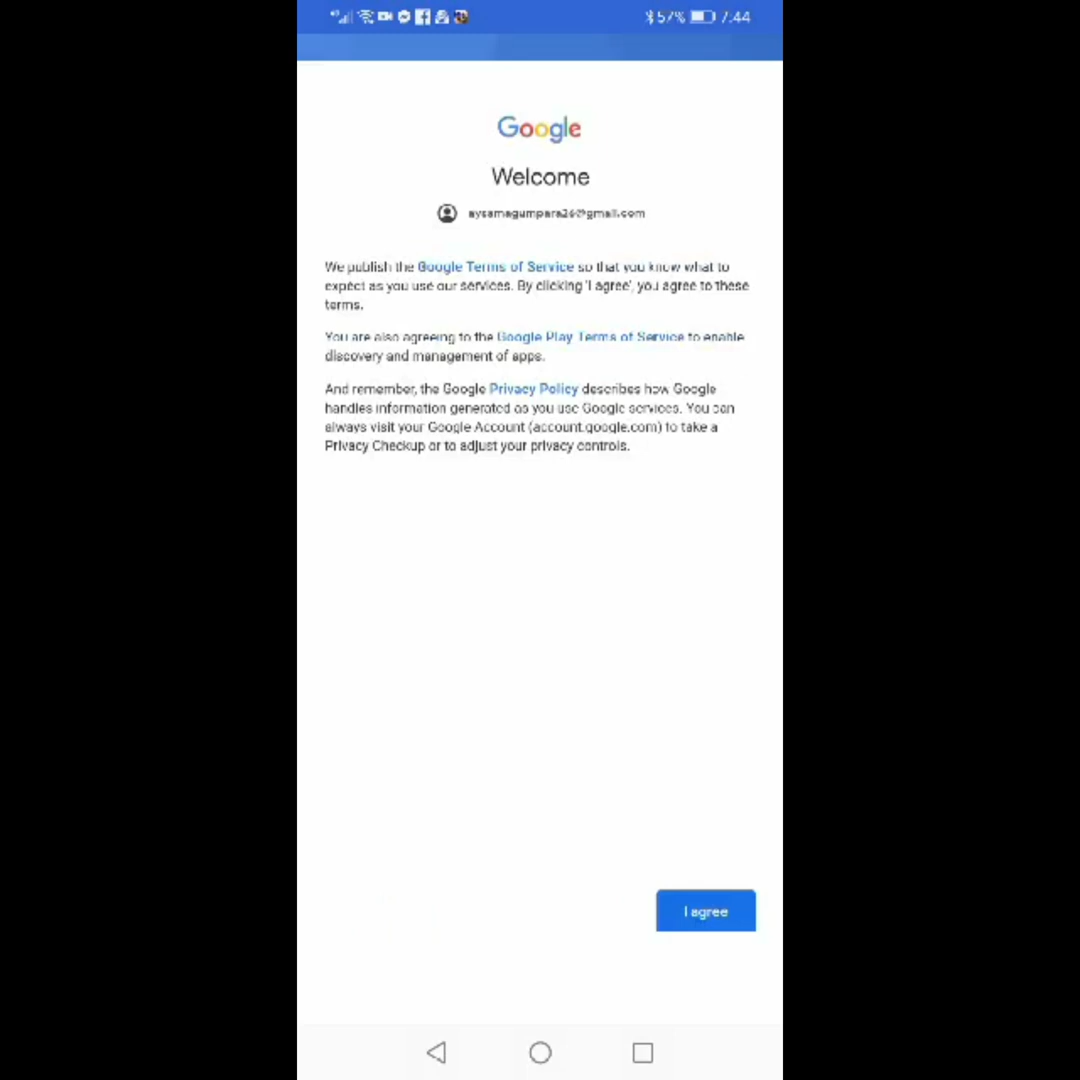 57% 7:44
Google
Welcome
aysamagumpara26@gmail.com
We publish the Google Terms of Service so that you know what to
expect as you use our services. By clicking 'I agree', you agree to these
terms.
You are also agreeing to the Google Play Terms of Service to enable
discovery and management of apps.
And remember, the Google Privacy Policy describes how Google
handles information generated as you use Google services. You can
always visit your Google Account (account.google.com) to take a
Privacy Checkup or to adjust your privacy controls.
I agree